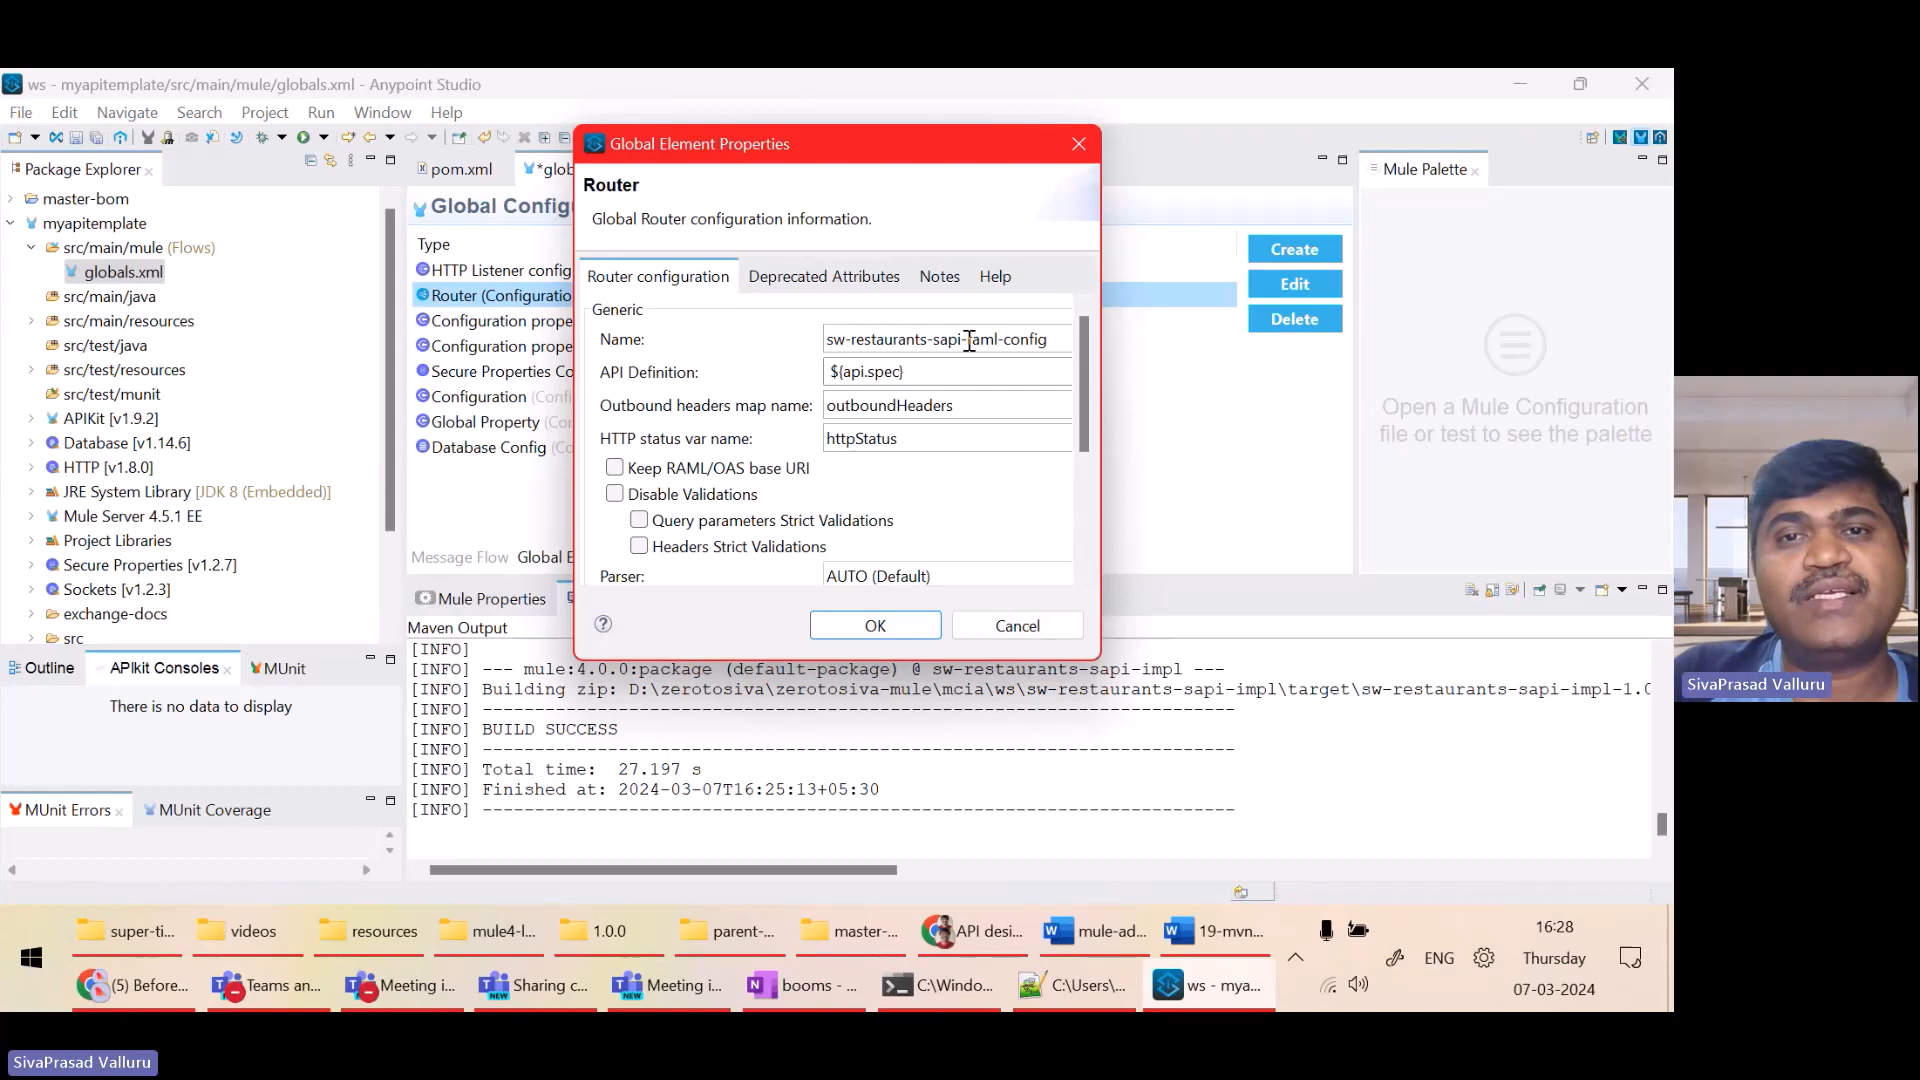 ws - myapitemplate/src/main/mule/globals.xml - Anypoint Studio
File Edit Navigate Search Project Run Window Help
Package Explorer
pom.xml
*glob
Mule Palette
master-bom
myapitemplate
src/main/mule (Flows)
globals.xml
src/main/java
src/main/resources
src/test/java
src/test/resources
src/test/munit
APIKit [v1.9.2]
Database [v1.14.6]
HTTP [v1.8.0]
JRE System Library [JDK 8 (Embedded)]
Mule Server 4.5.1 EE
Project Libraries
Secure Properties [v1.2.7]
Sockets [v1.2.3]
exchange-docs
src
Global Config
Type
HTTP Listener config
Router (Configuratio
Configuration prope
Configuration prope
Secure Properties Co
Configuration (Confi
Global Property (Co
Database Config (Co
Message Flow Global E
Create
Edit
Delete
Open a Mule Configuration
file or test to see the palette
Global Element Properties
Router
Global Router configuration information.
Router configuration Deprecated Attributes Notes Help
Generic
Name: sw-restaurants-sapi-raml-config
API Definition: ${api.spec}
Outbound headers map name: outboundHeaders
HTTP status var name: httpStatus
Keep RAML/OAS base URI
Disable Validations
Query parameters Strict Validations
Headers Strict Validations
Parser: AUTO (Default)
OK
Cancel
Mule Properties
Maven Output
[INFO]
[INFO] --- mule:4.0.0:package (default-package) @ sw-restaurants-sapi-impl ---
[INFO] Building zip: D:\zerotosiva\zerotosiva-mule\mcia\ws\sw-restaurants-sapi-impl\target\sw-restaurants-sapi-impl-1.0
[INFO] ------------------------------------------------------------------------
[INFO] BUILD SUCCESS
[INFO] ------------------------------------------------------------------------
[INFO] Total time: 27.197 s
[INFO] Finished at: 2024-03-07T16:25:13+05:30
[INFO] ------------------------------------------------------------------------
Outline
APIkit Consoles
MUnit
There is no data to display
MUnit Errors
MUnit Coverage
super-ti...
videos
resources
mule4-l...
1.0.0
parent-...
master-...
API desi...
mule-ad...
19-mvn...
(5) Before...
Teams an...
Meeting i...
Sharing c...
Meeting i...
booms - ...
C:\Windo...
C:\Users\...
ws - mya...
ENG
16:28
Thursday
07-03-2024
SivaPrasad Valluru
SivaPrasad Valluru